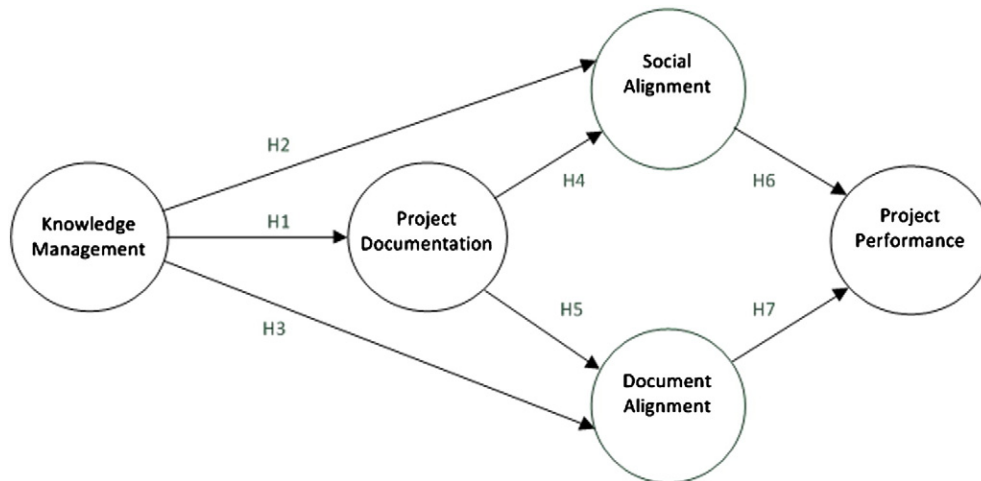 Social
Alignment
H2
H4
H6
Knowledge
Management
H1
Project
Documentation
Project
Performance
H3
H5
H7
Document
Alignment